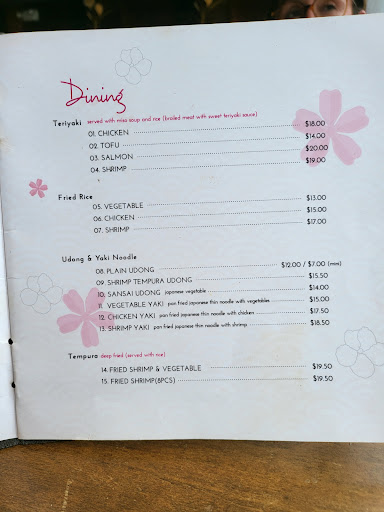 Dining
Teriyaki served with miso soup and rice (broiled meat with sweet teriyaki sauce)
01. CHICKEN $18.00
02. TOFU $14.00
03. SALMON $20.00
04. SHRIMP $19.00
Fried Rice
05. VEGETABLE $13.00
06. CHICKEN $15.00
07. SHRIMP $17.00
Udong & Yaki Noodle
08. PLAIN UDONG $12.00 / $7.00 (mini)
09. SHRIMP TEMPURA UDONG $15.50
10. SANSAI UDONG japanese vegetable $14.00
11. VEGETABLE YAKI pan fried japanese thin noodle with vegetables $15.00
12. CHICKEN YAKI pan fried japanese thin noodle with chicken $17.50
13. SHRIMP YAKI pan fried japanese thin noodle with shrimp $18.50
Tempura deep fried (served with rice)
14. FRIED SHRIMP & VEGETABLE $19.50
15. FRIED SHRIMP(8PCS) $19.50